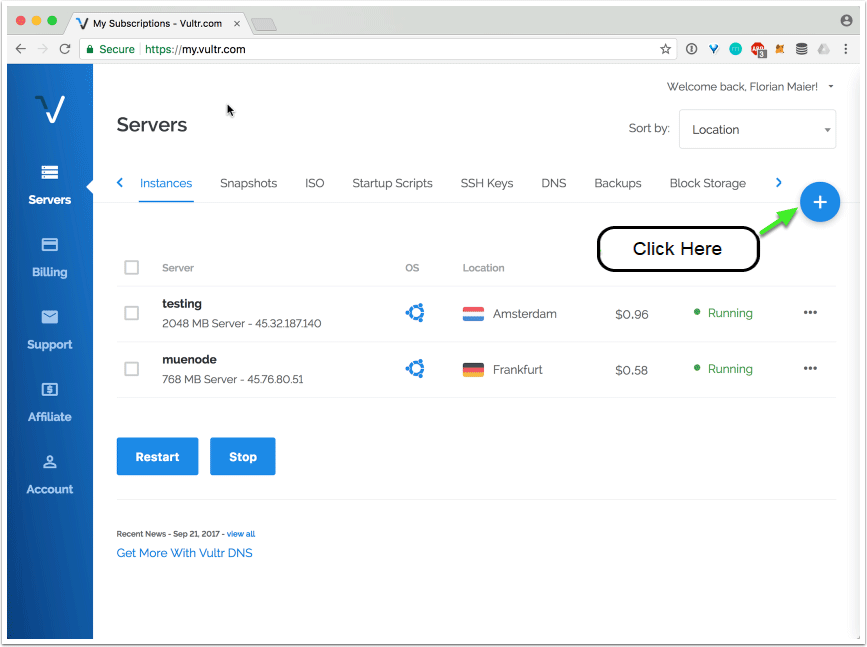 My Subscriptions - Vultr.com
Secure https://my.vultr.com
3
Welcome back, Florian Maier!
Servers
Sort by: Location
Instances Snapshots ISO Startup Scripts SSH Keys DNS Backups Block Storage
+
Click Here
Servers
Billing
Support
Affiliate
Account
Server OS Location
testing
2048 MB Server - 45.32.187.140 Amsterdam $0.96 Running
muenode
768 MB Server - 45.76.80.51 Frankfurt $0.58 Running
Restart Stop
Recent News - Sep 21, 2017 - view all
Get More With Vultr DNS